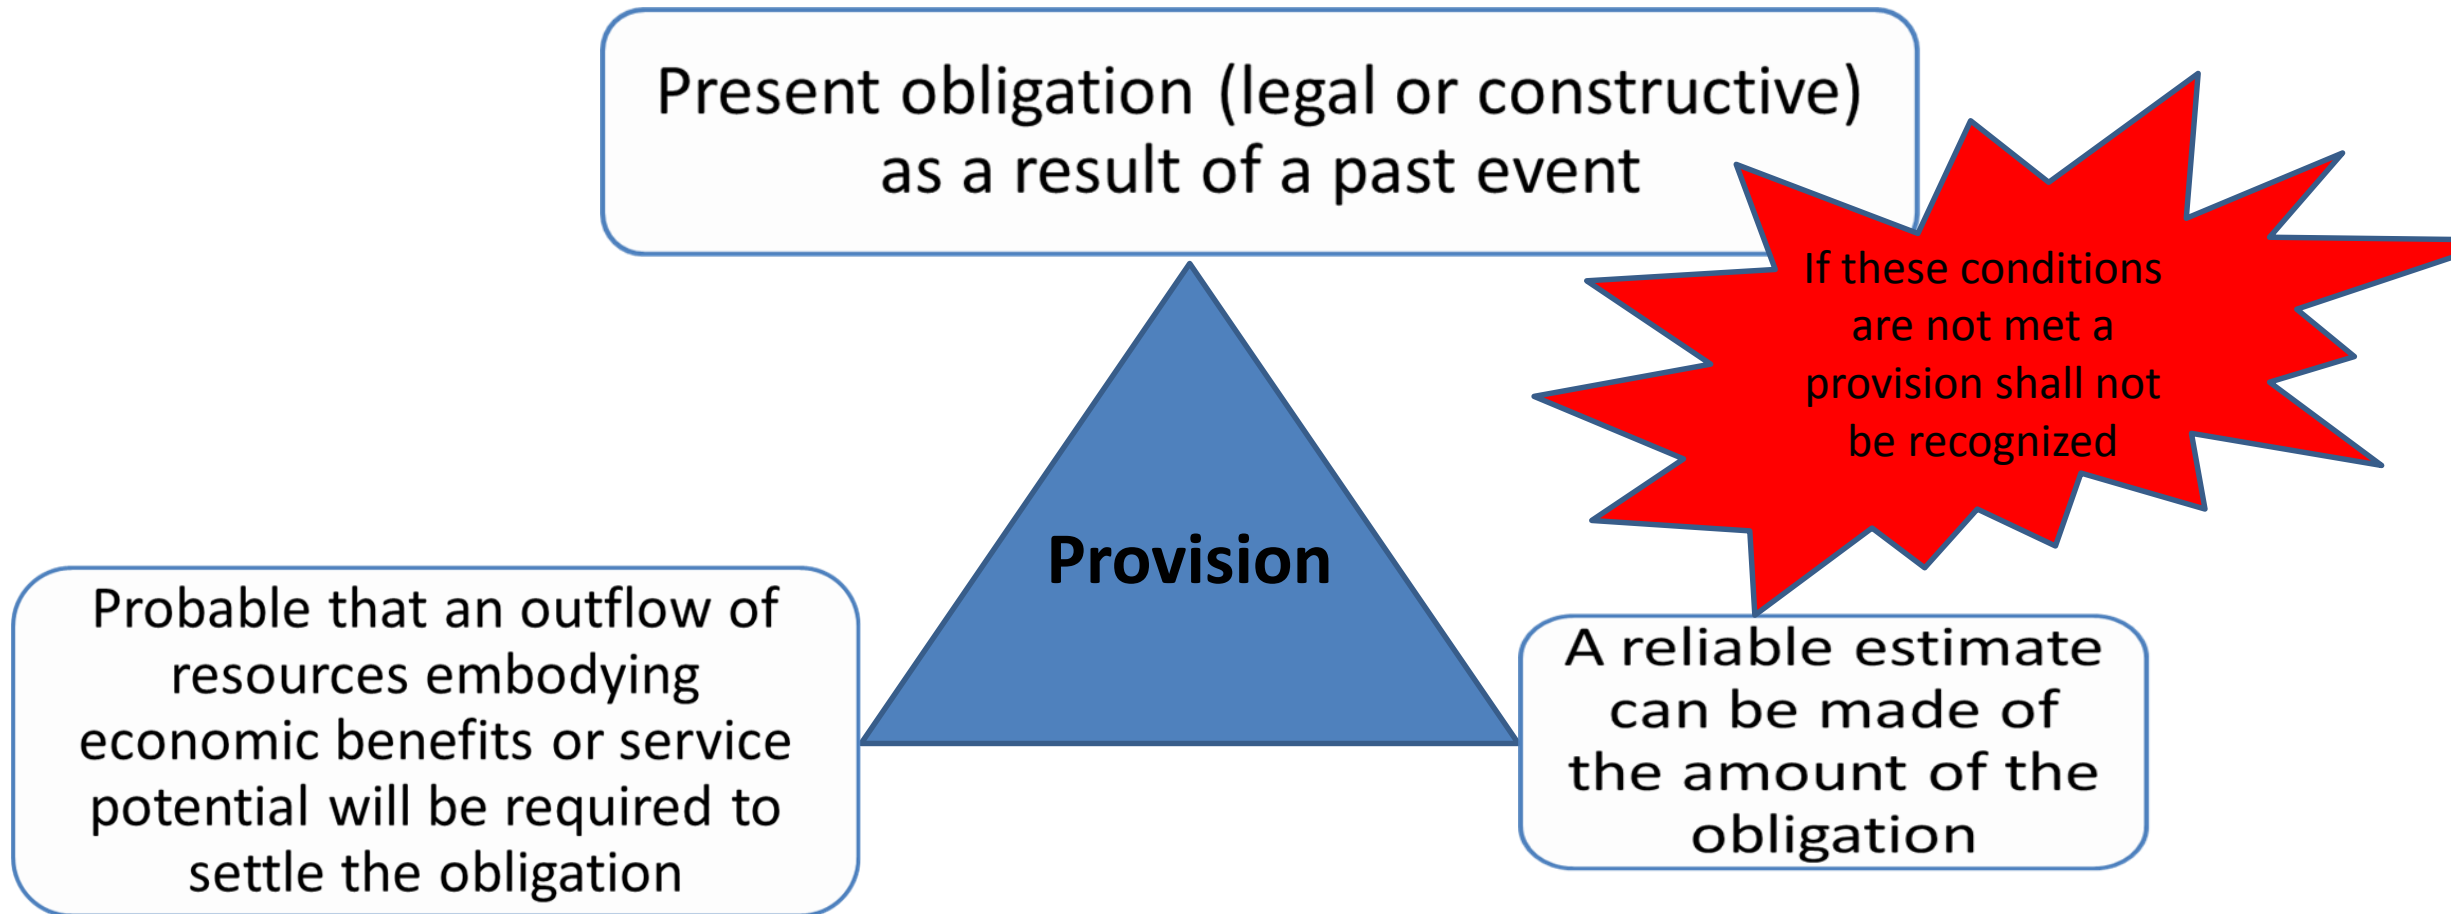 Present obligation (legal or constructive)
as a result of a past event
If these conditions
are not met a
provision shall not
be recognized
Provision
Probable that an outflow of
resources embodying
economic benefits or service
potential will be required to
settle the obligation
A reliable estimate
can be made of
the amount of the
obligation